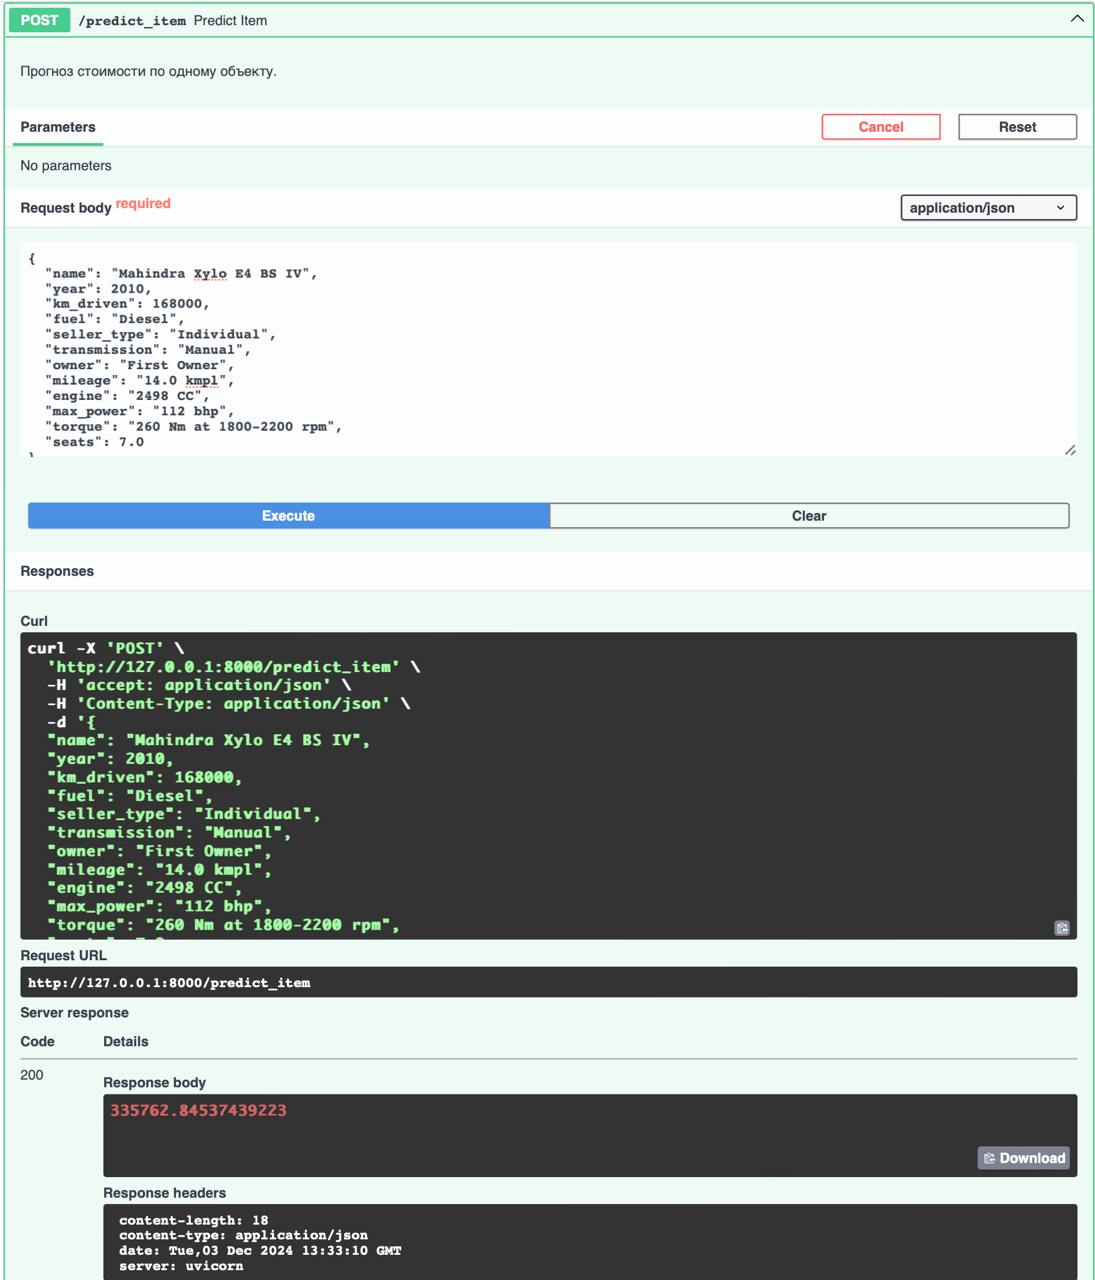 POST /predict_item Predict Item
Прогноз стоимости по одному объекту.
Parameters Cancel Reset
No parameters
Request body required application/json
{
"name": "Mahindra Xylo E4 BS IV",
"year": 2010,
"km_driven": 168000,
"fuel": "Diesel",
"seller_type": "Individual",
"transmission": "Manual",
"owner": "First Owner",
"mileage": "14.0 kmpl",
"engine": "2498 CC",
"max_power": "112 bhp",
"torque": "260 Nm at 1800-2200 rpm",
"seats": 7.0
Execute Clear
Responses
Curl
curl -X 'POST' \
'http://127.0.0.1:8000/predict_item' \
-H 'accept: application/json' \
-H 'Content-Type: application/json' \
-d '{
"name": "Mahindra Xylo E4 BS IV",
"year": 2010,
"km_driven": 168000,
"fuel": "Diesel",
"seller_type": "Individual",
"transmission": "Manual",
"owner": "First Owner",
"mileage": "14.0 kmpl",
"engine": "2498 CC",
"max_power": "112 bhp",
"torque": "260 Nm at 1800-2200 rpm",
Request URL
http://127.0.0.1:8000/predict_item
Server response
Code Details
200
Response body
335762.84537439223
Download
Response headers
content-length: 18
content-type: application/json
date: Tue,03 Dec 2024 13:33:10 GMT
server: uvicorn